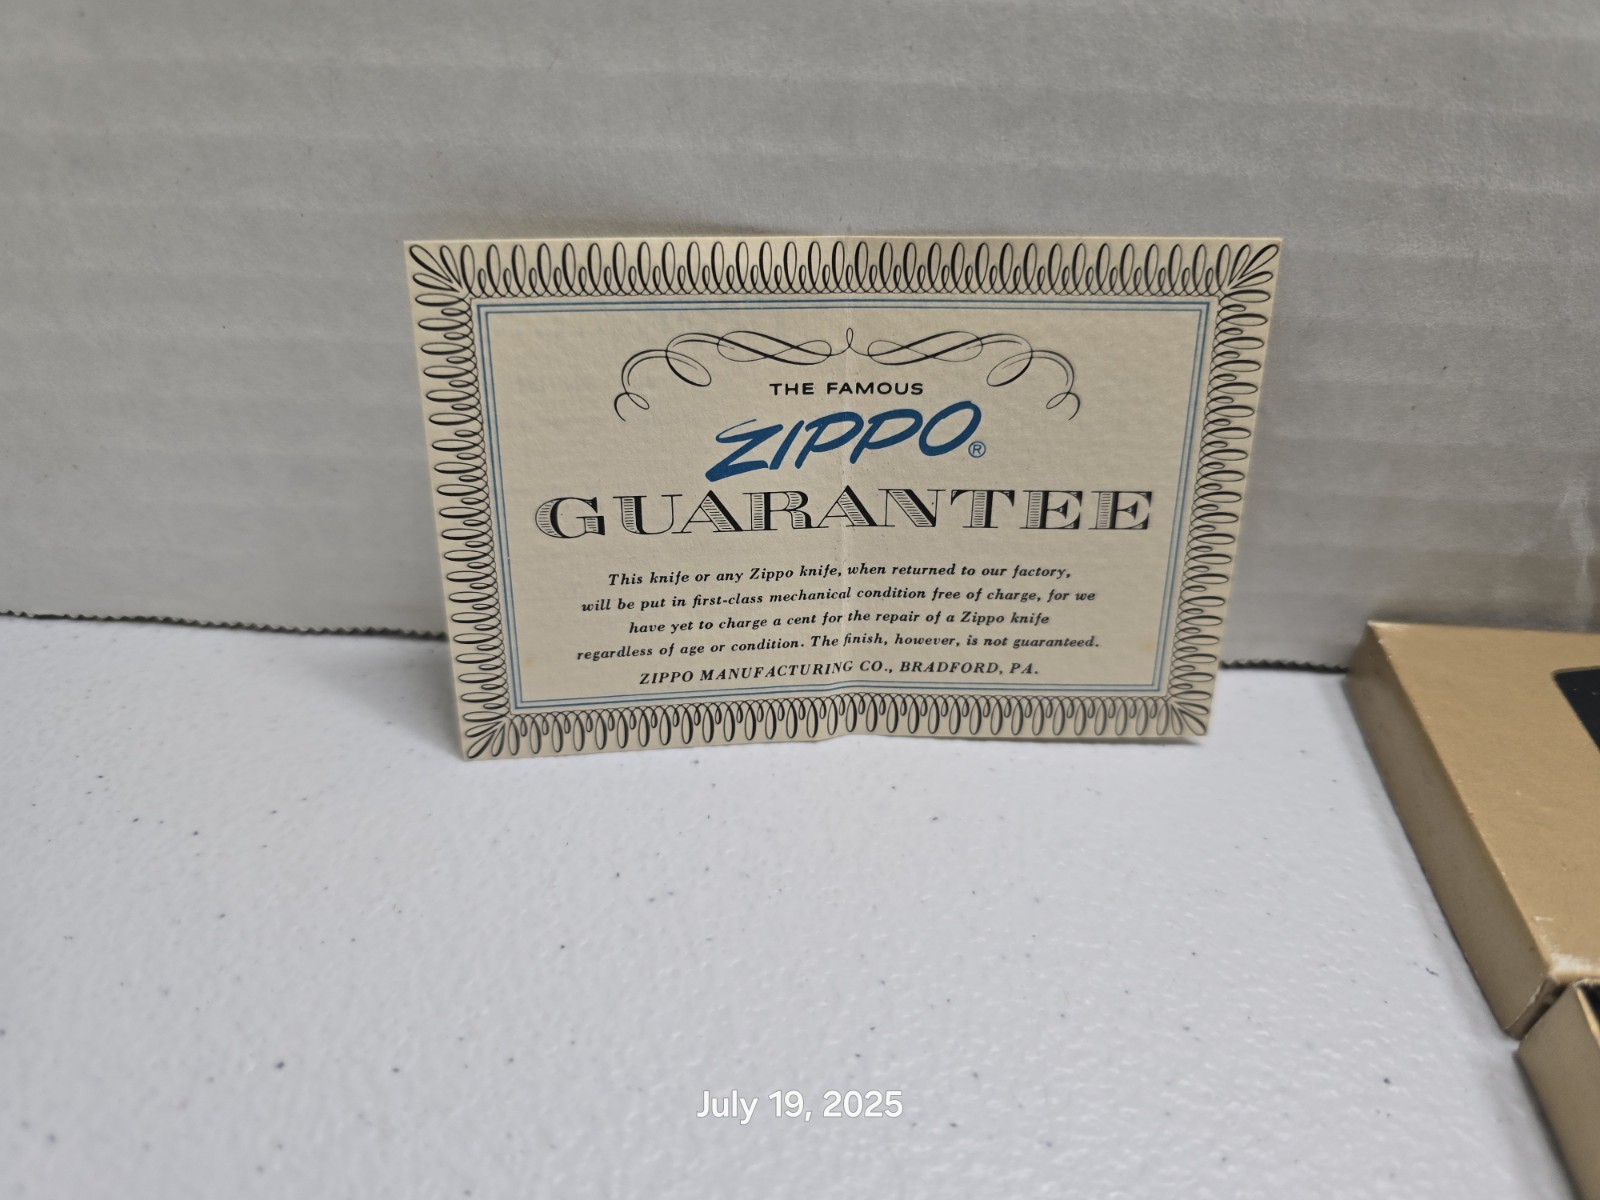 THE FAMOUS
ZIPPO®
GUARANTEE
This knife or any Zippo knife, when returned to our factory,
will be put in first-class mechanical condition free of charge, for we
have yet to charge a cent for the repair of a Zippo knife
regardless of age or condition. The finish, however, is not guaranteed.
ZIPPO MANUFACTURING CO., BRADFORD, PA.
July 19, 2025